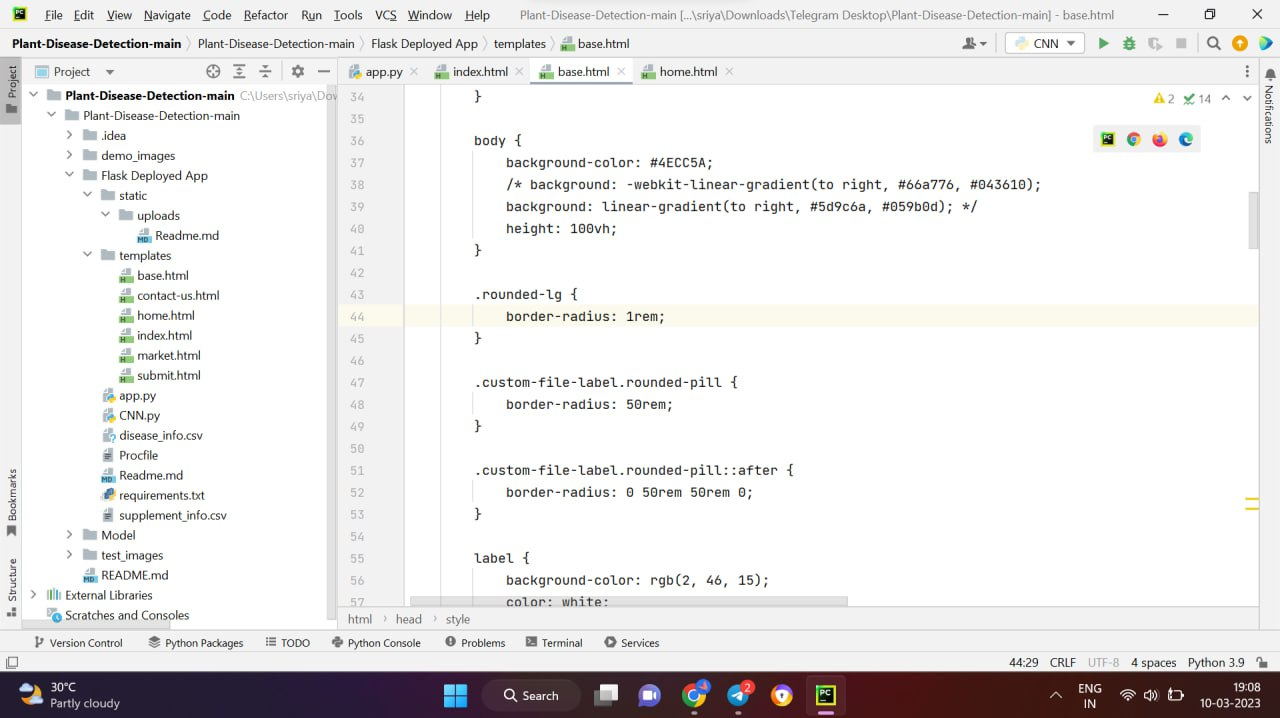 File Edit View Navigate Code Refactor Run Tools VCS Window Help Plant-Disease-Detection-main [...\sriya\Downloads\Telegram Desktop\Plant-Disease-Detection-main] - base.html
Plant-Disease-Detection-main Plant-Disease-Detection-main Flask Deployed App templates base.html CNN
Project
Project
app.py index.html base.html home.html
Notifications
Plant-Disease-Detection-main C:\Users\sriya\Dow
Plant-Disease-Detection-main
.idea
demo_images
Flask Deployed App
static
uploads
Readme.md
templates
base.html
contact-us.html
home.html
index.html
market.html
submit.html
app.py
CNN.py
disease_info.csv
Procfile
Readme.md
requirements.txt
supplement_info.csv
Model
test_images
README.md
External Libraries
Scratches and Consoles
Bookmarks
Structure
2 14
34 }
35
36 body {
37 background-color: #4ECC5A;
38 /* background: -webkit-linear-gradient(to right, #66a776, #043610);
39 background: linear-gradient(to right, #5d9c6a, #059b0d); */
40 height: 100vh;
41 }
42
43 .rounded-lg {
44 border-radius: 1rem;
45 }
46
47 .custom-file-label.rounded-pill {
48 border-radius: 50rem;
49 }
50
51 .custom-file-label.rounded-pill::after {
52 border-radius: 0 50rem 50rem 0;
53 }
54
55 label {
56 background-color: rgb(2, 46, 15);
57 color: white;
html head style
Version Control Python Packages TODO Python Console Problems Terminal Services
44:29 CRLF UTF-8 4 spaces Python 3.9
30°C
Partly cloudy
Search
4
2
ENG
IN
19:08
10-03-2023